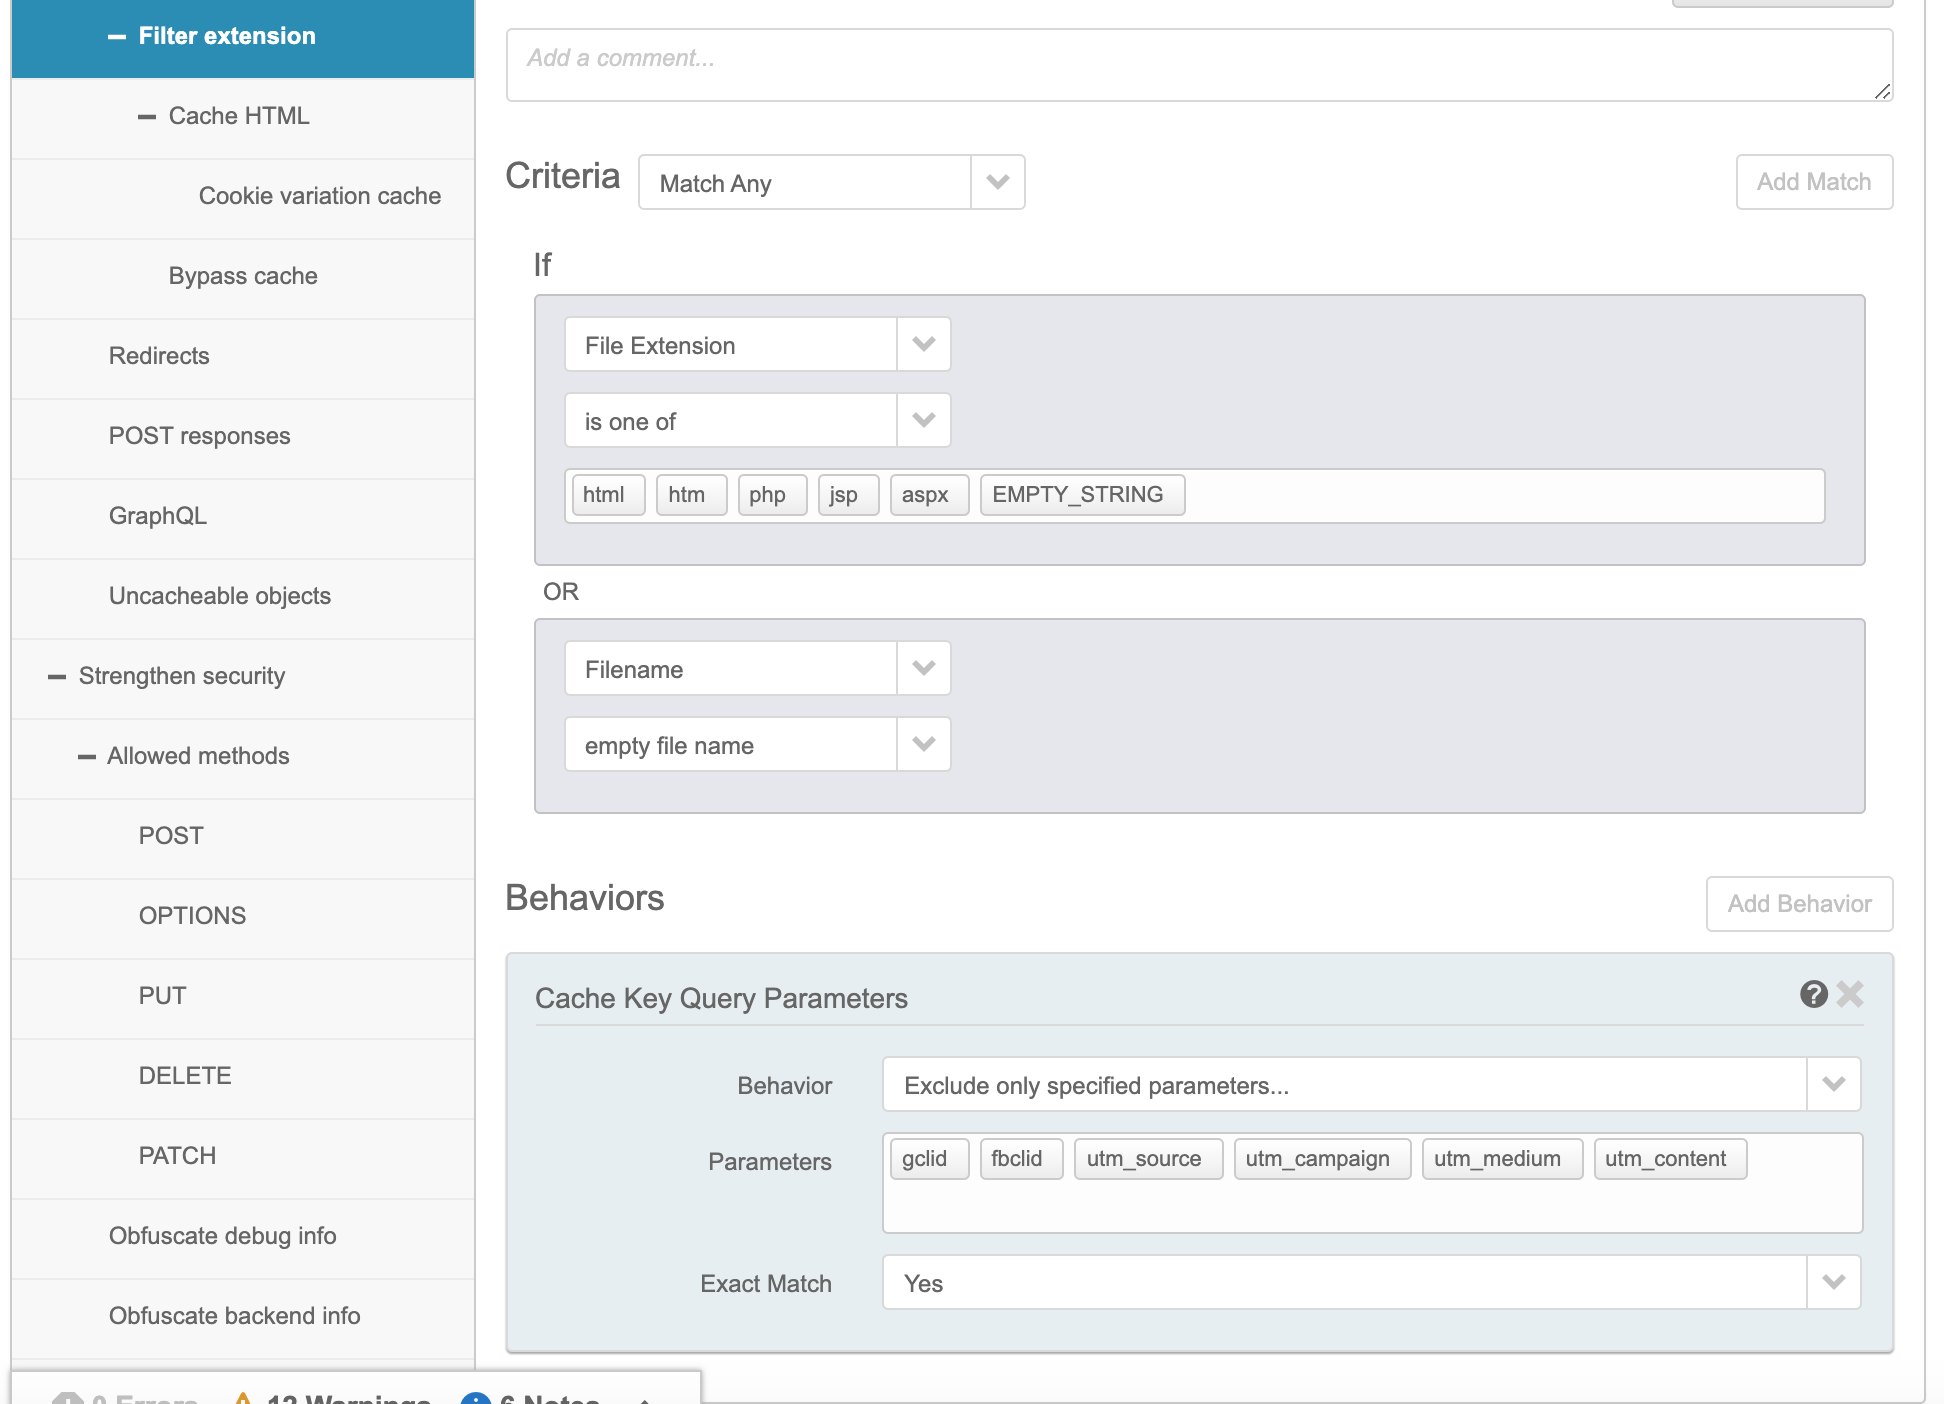 Filter extension
Cache HTML
Cookie variation cache
Bypass cache
Redirects
POST responses
GraphQL
Uncacheable objects
Strengthen security
Allowed methods
POST
OPTIONS
PUT
DELETE
PATCH
Obfuscate debug info
Obfuscate backend info
0 Errors 12 Warnings 6 Notes
Add a comment...
Criteria Match Any Add Match
If
File Extension
is one of
html htm php jsp aspx EMPTY_STRING
OR
Filename
empty file name
Behaviors Add Behavior
Cache Key Query Parameters
Behavior Exclude only specified parameters...
Parameters gclid fbclid utm_source utm_campaign utm_medium utm_content
Exact Match Yes